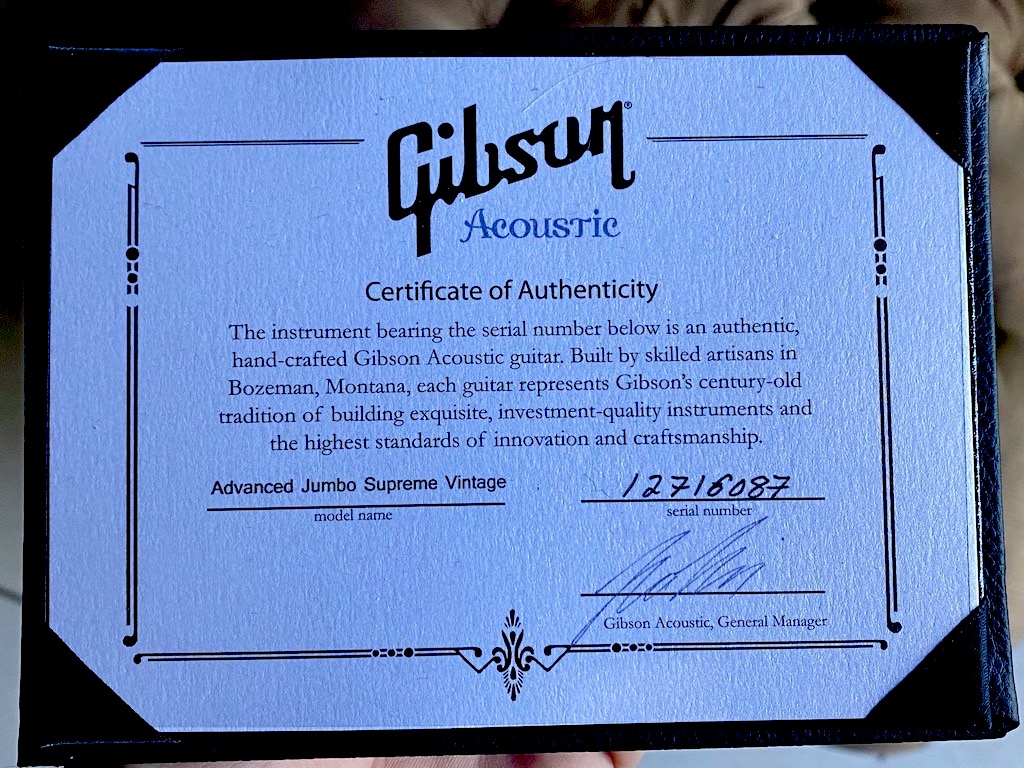 Gibson®
Acoustic
Certificate of Authenticity
The instrument bearing the serial number below is an authentic,
hand-crafted Gibson Acoustic guitar. Built by skilled artisans in
Bozeman, Montana, each guitar represents Gibson's century-old
tradition of building exquisite, investment-quality instruments and
the highest standards of innovation and craftsmanship.
Advanced Jumbo Supreme Vintage
model name
12716087
serial number
Gibson Acoustic, General Manager